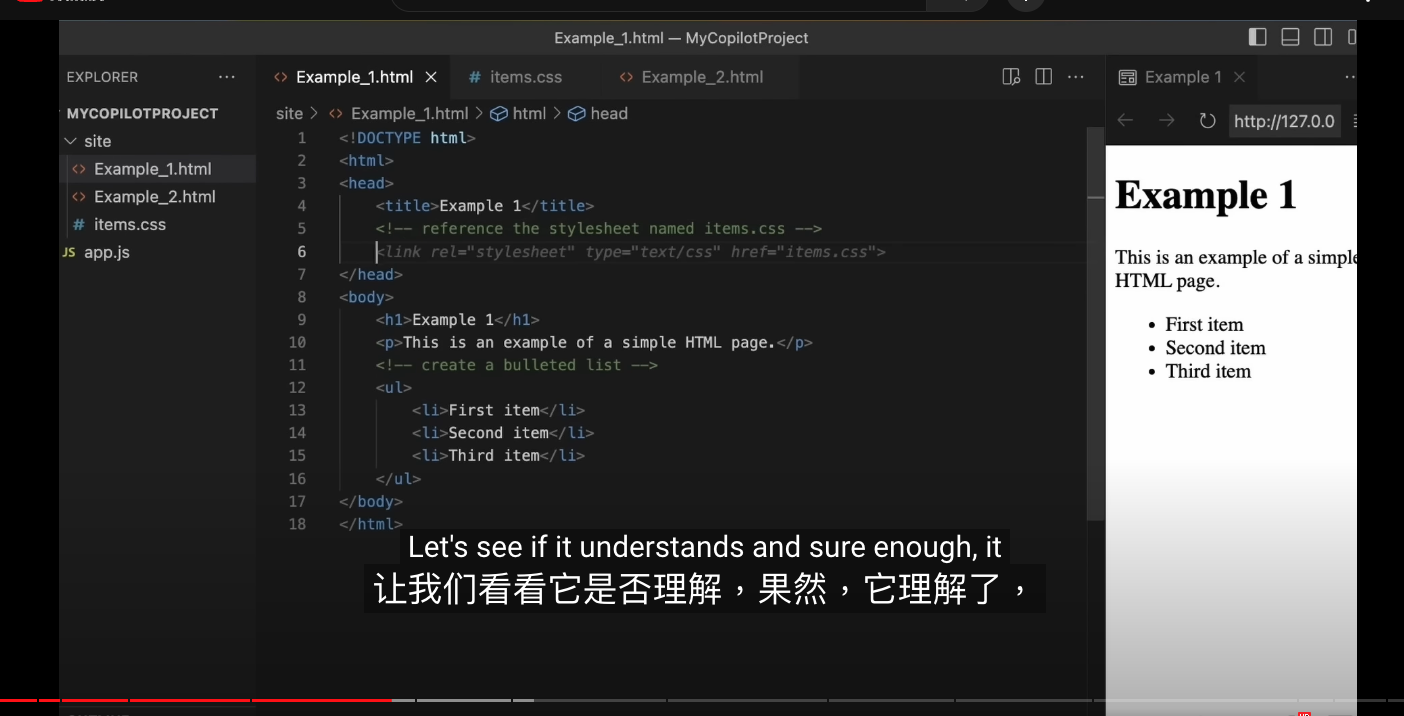 Example_1.html — MyCopilotProject
EXPLORER ···
MYCOPILOTPROJECT
site
Example_1.html
Example_2.html
# items.css
JS app.js
<> Example_1.html ×
# items.css
<> Example_2.html
···
site > <> Example_1.html > html > head
1 <!DOCTYPE html>
2 <html>
3 <head>
4 <title>Example 1</title>
5 <!-- reference the stylesheet named items.css -->
6 <link rel="stylesheet" type="text/css" href="items.css">
7 </head>
8 <body>
9 <h1>Example 1</h1>
10 <p>This is an example of a simple HTML page.</p>
11 <!-- create a bulleted list -->
12 <ul>
13 <li>First item</li>
14 <li>Second item</li>
15 <li>Third item</li>
16 </ul>
17 </body>
18 </html>
Example 1 ×
http://127.0.0
Example 1
This is an example of a simple
HTML page.
• First item
• Second item
• Third item
Let's see if it understands and sure enough, it
让我们看看它是否理解，果然，它理解了，